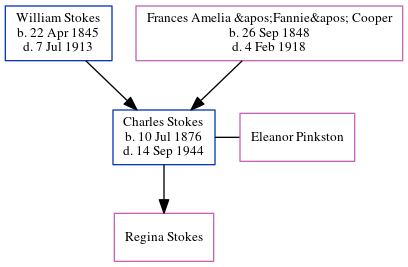 William Stokes
b. 22 Apr 1845
d. 7 Jul 1913
Frances Amelia &apos;Fannie&apos; Cooper
b. 26 Sep 1848
d. 4 Feb 1918
Charles Stokes
b. 10 Jul 1876
d. 14 Sep 1944
Eleanor Pinkston
Regina Stokes